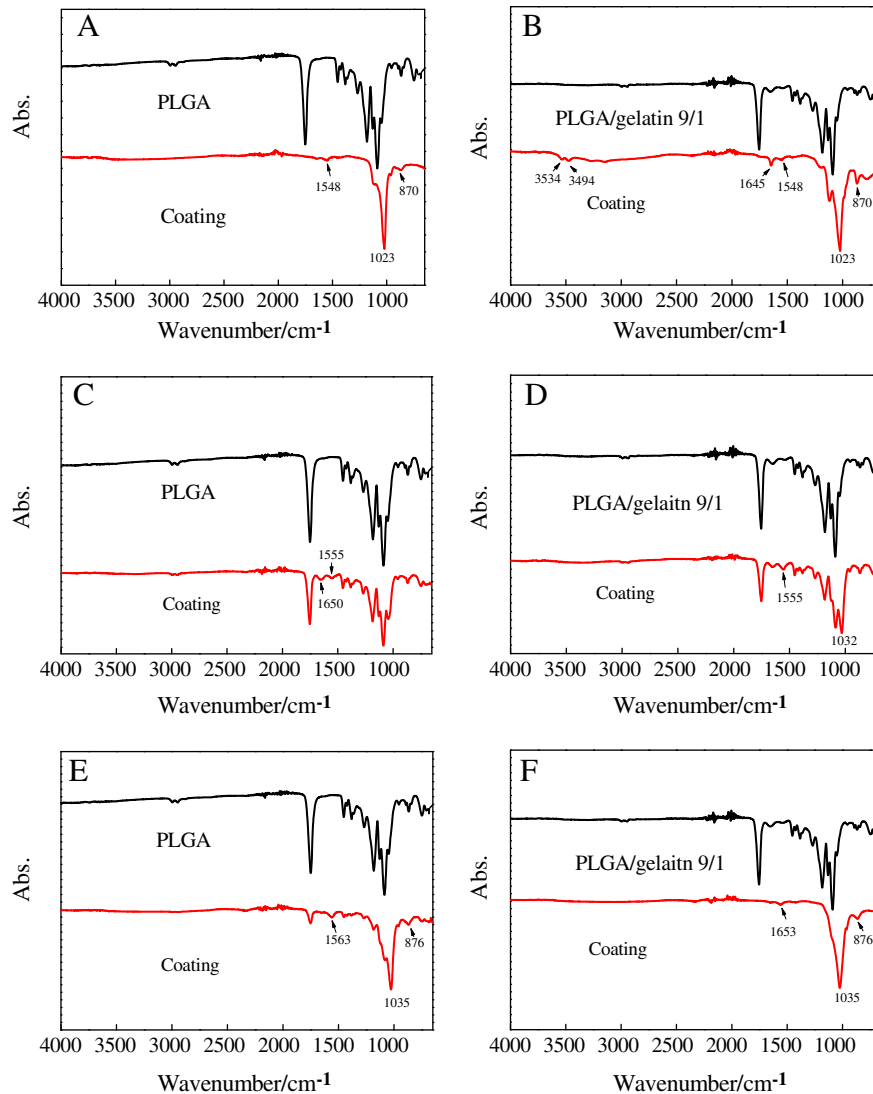 A
Abs.
PLGA
1548
870
Coating
1023
4000 3500 3000 2500 2000 1500 1000
Wavenumber/cm-1
B
Abs.
PLGA/gelatin 9/1
3534
3494
1645
1548
870
Coating
1023
4000 3500 3000 2500 2000 1500 1000
Wavenumber/cm-1
C
Abs.
PLGA
1555
1650
Coating
4000 3500 3000 2500 2000 1500 1000
Wavenumber/cm-1
D
Abs.
PLGA/gelaitn 9/1
1555
Coating
1032
4000 3500 3000 2500 2000 1500 1000
Wavenumber/cm-1
E
Abs.
PLGA
1563
876
Coating
1035
4000 3500 3000 2500 2000 1500 1000
Wavenumber/cm-1
F
Abs.
PLGA/gelaitn 9/1
1653
876
Coating
1035
4000 3500 3000 2500 2000 1500 1000
Wavenumber/cm-1